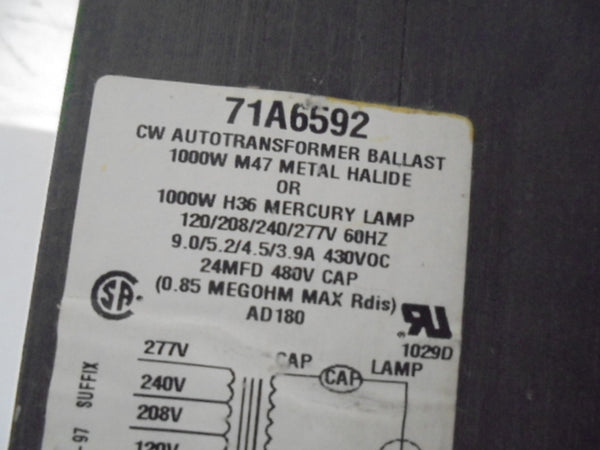 71A6592
CW AUTOTRANSFORMER BALLAST
1000W M47 METAL HALIDE
OR
1000W H36 MERCURY LAMP
120/208/240/277V 60HZ
9.0/5.2/4.5/3.9A 430VOC
24MFD 480V CAP
(0.85 MEGOHM MAX Rdis)
AD180
1029D
277V
CAP
CAP
LAMP
240V
208V
120V
-97 SUFFIX